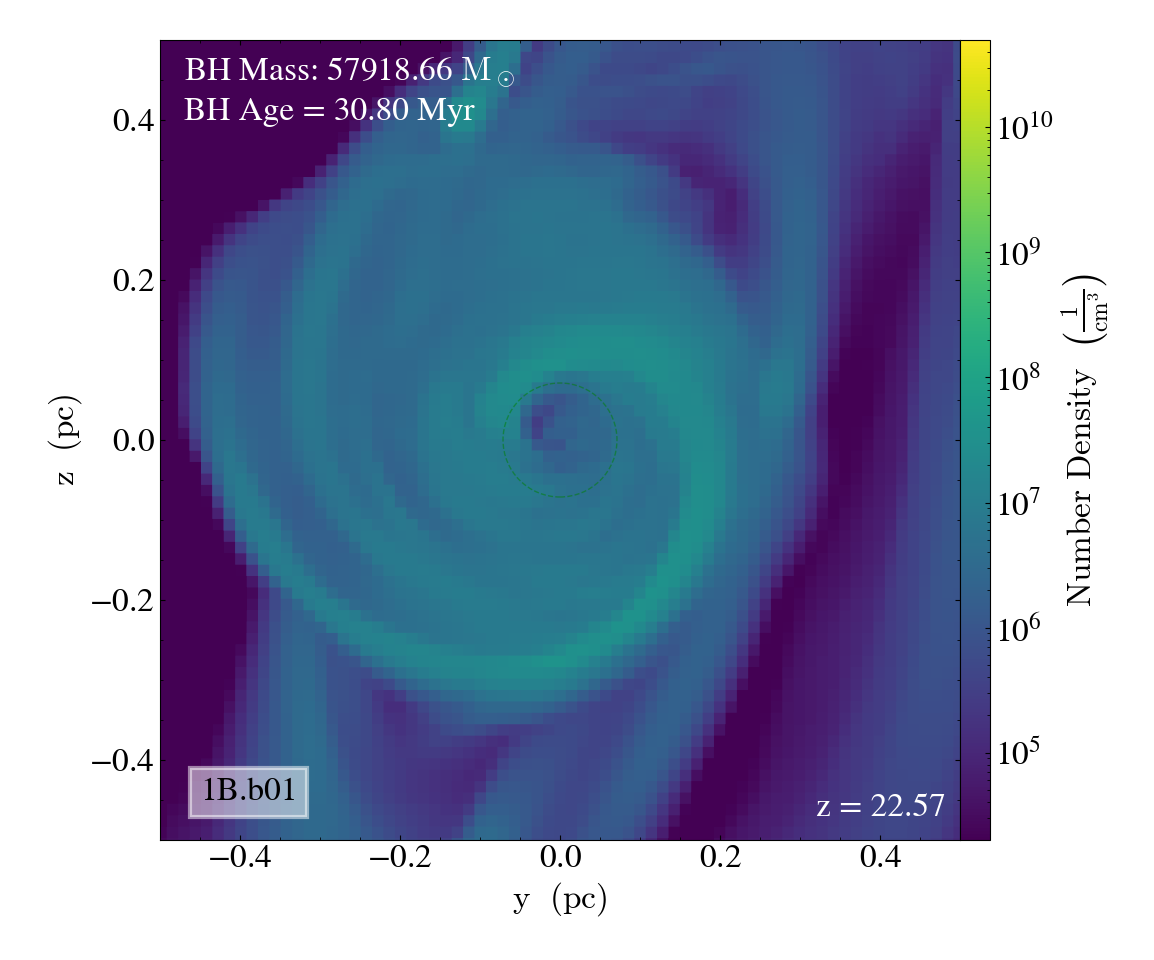 BH Mass: 57918.66 M⊙
BH Age = 30.80 Myr
0.4
0.2
0.0
−0.2
−0.4
z (pc)
1B.b01
z = 22.57
−0.4 −0.2 0.0 0.2 0.4
y (pc)
10^10
10^9
10^8
10^7
10^6
10^5
Number Density (1/cm^3)